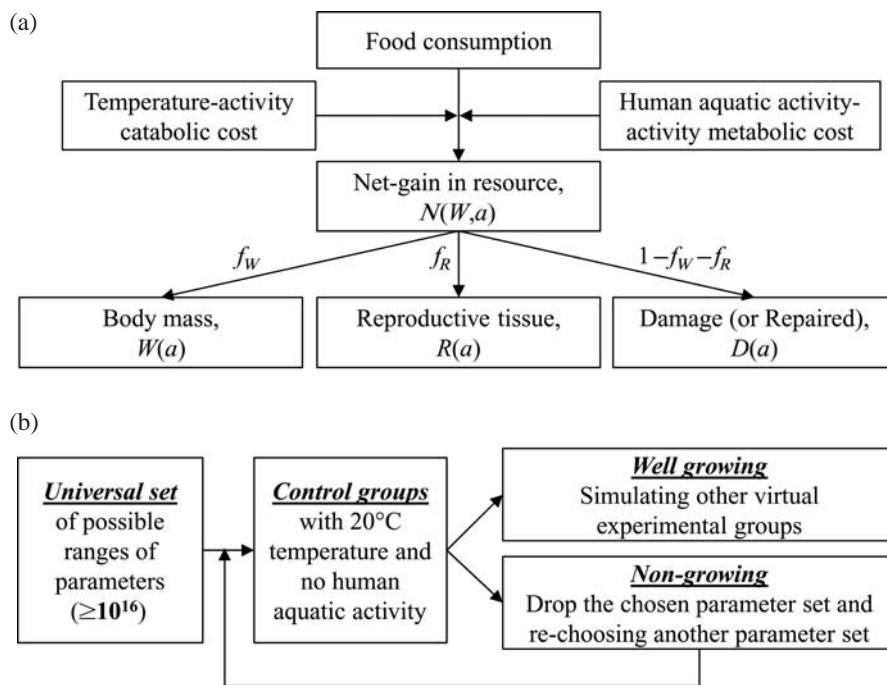 (a)
Food consumption
Temperature-activity
catabolic cost
Human aquatic activity-
activity metabolic cost
Net-gain in resource,
N(W,a)
f_W
f_R
1−f_W−f_R
Body mass,
W(a)
Reproductive tissue,
R(a)
Damage (or Repaired),
D(a)
(b)
Universal set
of possible
ranges of
parameters
(≥10¹⁶)
Control groups
with 20°C
temperature and
no human
aquatic activity
Well growing
Simulating other virtual
experimental groups
Non-growing
Drop the chosen parameter set and
re-choosing another parameter set